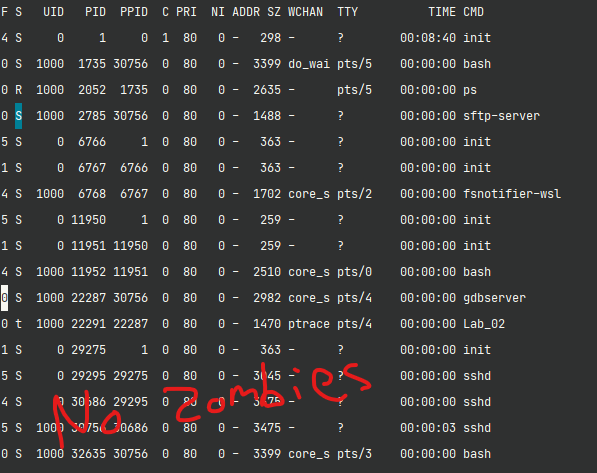 F S   UID   PID  PPID  C PRI  NI ADDR SZ WCHAN  TTY          TIME CMD
4 S     0     1     0  1  80   0 -   298 -      ?        00:08:40 init
0 S  1000  1735 30756  0  80   0 -  3399 do_wai pts/5    00:00:00 bash
0 R  1000  2052  1735  0  80   0 -  2635 -      pts/5    00:00:00 ps
0 S  1000  2785 30756  0  80   0 -  1488 -      ?        00:00:00 sftp-server
5 S     0  6766     1  0  80   0 -   363 -      ?        00:00:00 init
1 S     0  6767  6766  0  80   0 -   363 -      ?        00:00:00 init
4 S  1000  6768  6767  0  80   0 -  1702 core_s pts/2    00:00:00 fsnotifier-wsl
5 S     0 11950     1  0  80   0 -   259 -      ?        00:00:00 init
1 S     0 11951 11950  0  80   0 -   259 -      ?        00:00:00 init
4 S  1000 11952 11951  0  80   0 -  2510 core_s pts/0    00:00:00 bash
0 S  1000 22287 30756  0  80   0 -  2982 core_s pts/4    00:00:00 gdbserver
0 t  1000 22291 22287  0  80   0 -  1470 ptrace pts/4    00:00:00 Lab_02
1 S     0 29275     1  0  80   0 -   363 -      ?        00:00:00 init
5 S     0 29295 29275  0  80   0 -  3045 -      ?        00:00:00 sshd
4 S     0 30686 29295  0  80   0 -  3475 -      ?        00:00:00 sshd
5 S  1000 30756 30686  0  80   0 -  3475 -      ?        00:00:03 sshd
0 S  1000 32635 30756  0  80   0 -  3399 core_s pts/3    00:00:00 bash
No Zombies